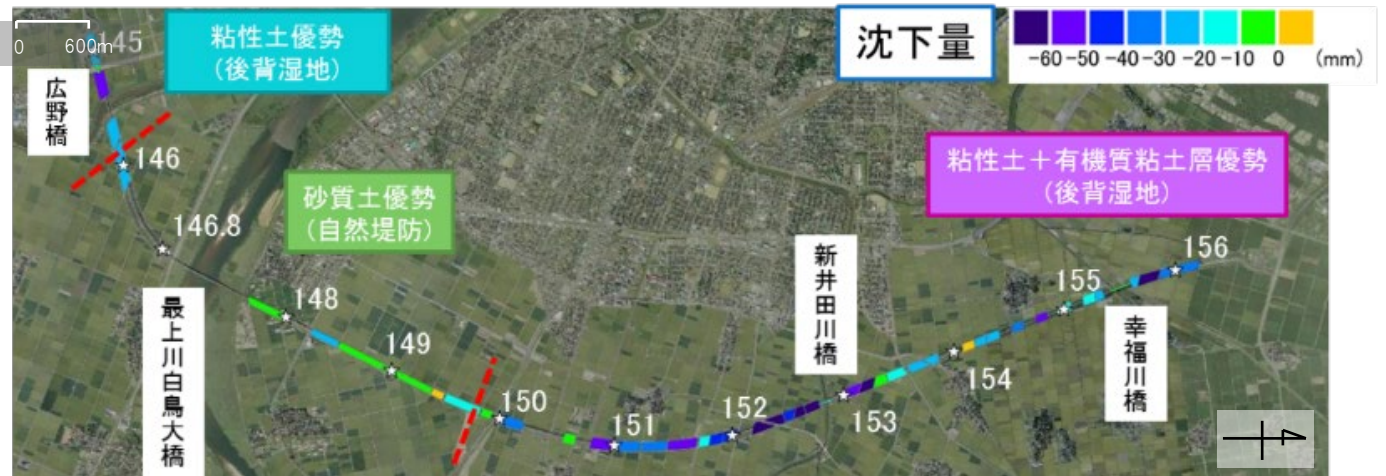 0 600m
145
粘性土優勢
(後背湿地)
沈下量
-60 -50 -40 -30 -20 -10 0 (mm)
広野橋
146
砂質土優勢
(自然堤防)
粘性土＋有機質粘土層優勢
(後背湿地)
146.8
最上川白鳥大橋
148
149
150
151
152
新井田川橋
153
154
155
156
幸福川橋